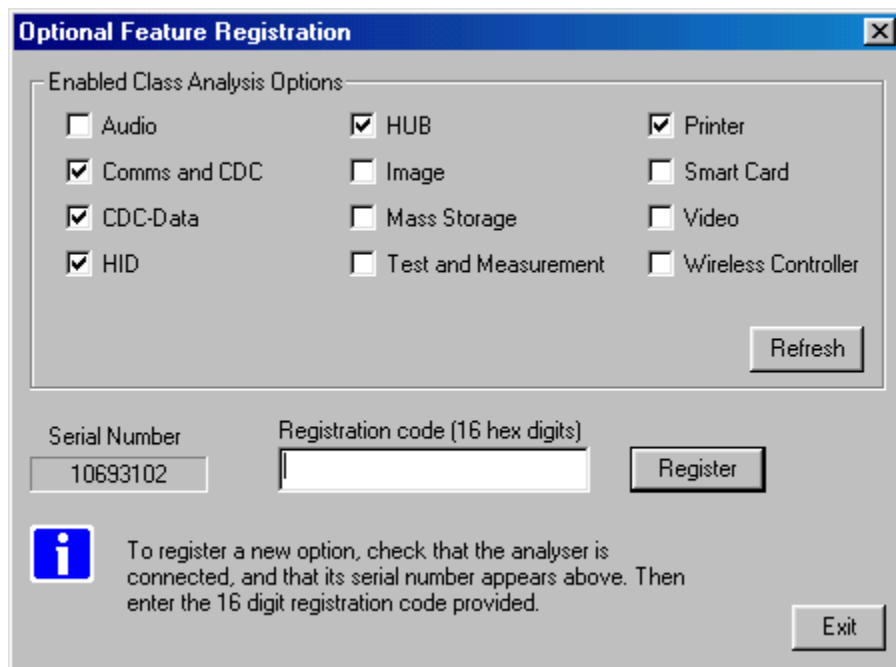 Optional Feature Registration
Enabled Class Analysis Options
Audio
HUB
Printer
Comms and CDC
Image
Smart Card
CDC-Data
Mass Storage
Video
HID
Test and Measurement
Wireless Controller
Refresh
Serial Number
Registration code (16 hex digits)
10693102
Register
i
To register a new option, check that the analyser is
connected, and that its serial number appears above. Then
enter the 16 digit registration code provided.
Exit